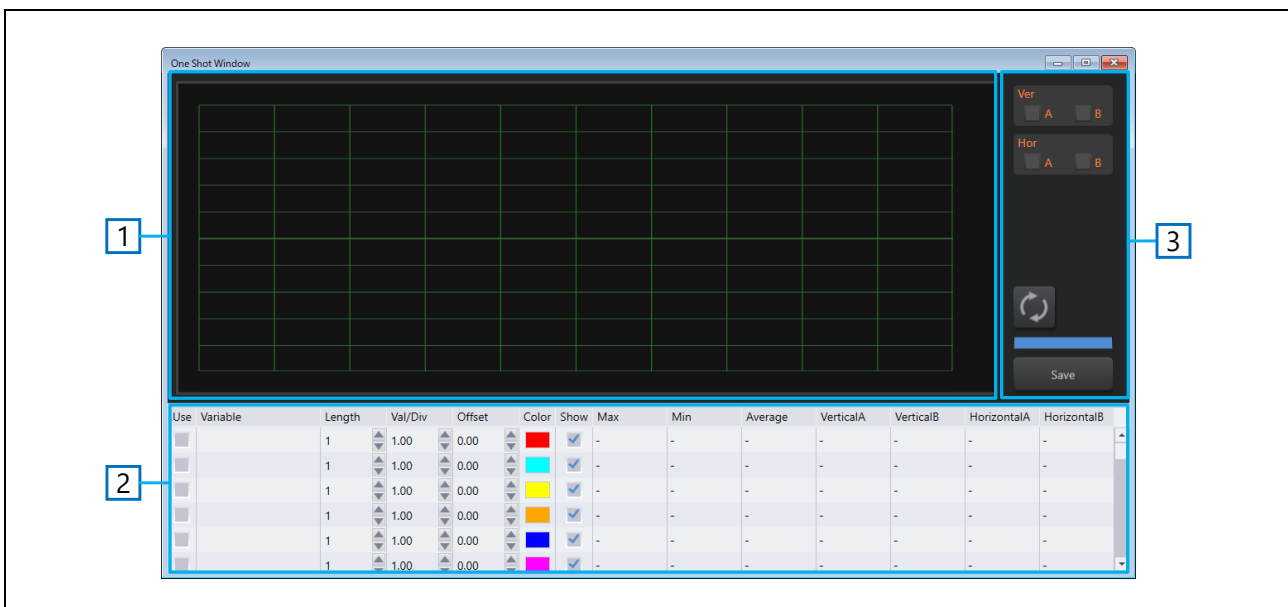 One Shot Window
Ver
A B
Hor
A B
1
3
Save
Use Variable Length Val/Div Offset Color Show Max Min Average VerticalA VerticalB HorizontalA HorizontalB
1 1.00 0.00 - - - - - - -
1 1.00 0.00 - - - - - - -
2
1 1.00 0.00 - - - - - - -
1 1.00 0.00 - - - - - - -
1 1.00 0.00 - - - - - - -
1 1.00 0.00 - - - - - - -